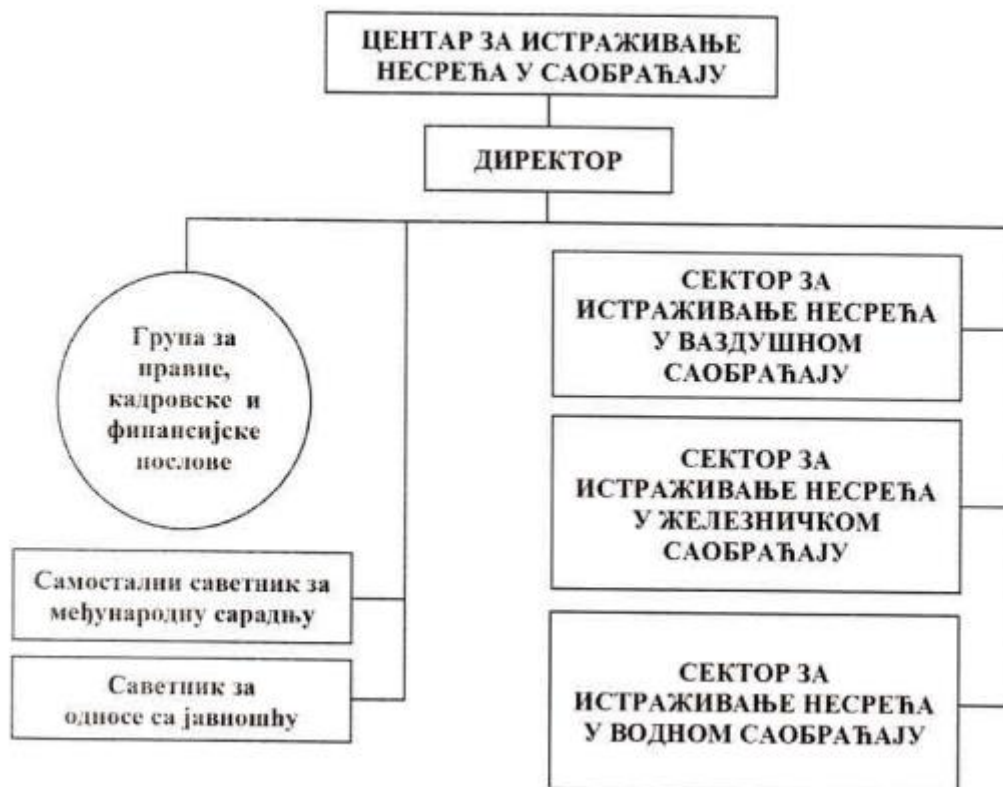 ЦЕНТАР ЗА ИСТРАЖИВАЊЕ
НЕСРЕЋА У САОБРАЋАЈУ
ДИРЕКТОР
Група за
правне,
кадровске и
финансијске
послове
Самостални саветник за
међународну сарадњу
Саветник за
односе са јавношћу
СЕКТОР ЗА
ИСТРАЖИВАЊЕ НЕСРЕЋА
У ВАЗДУШНОМ
САОБРАЋАЈУ
СЕКТОР ЗА
ИСТРАЖИВАЊЕ НЕСРЕЋА
У ЖЕЛЕЗНИЧКОМ
САОБРАЋАЈУ
СЕКТОР ЗА
ИСТРАЖИВАЊЕ НЕСРЕЋА
У ВОДНОМ САОБРАЋАЈУ